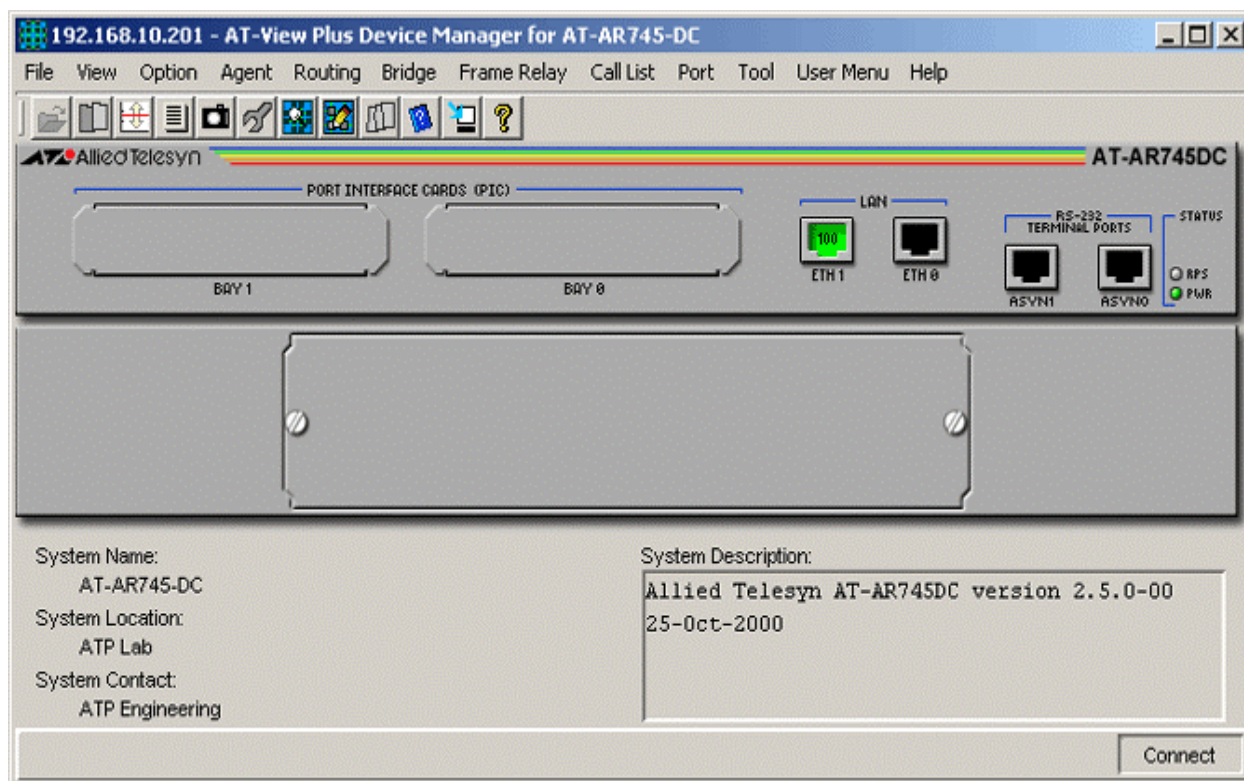 192.168.10.201 - AT-View Plus Device Manager for AT-AR745-DC
File View Option Agent Routing Bridge Frame Relay Call List Port Tool User Menu Help
Allied Telesyn
AT-AR745DC
PORT INTERFACE CARDS (PIC)
LAN
RS-232
TERMINAL PORTS
STATUS
100
ETH 1
ETH 0
RPS
PWR
BAY 1
BAY 0
ASYN1
ASYN0
System Name:
AT-AR745-DC
System Location:
ATP Lab
System Contact:
ATP Engineering
System Description:
Allied Telesyn AT-AR745DC version 2.5.0-00
25-Oct-2000
Connect